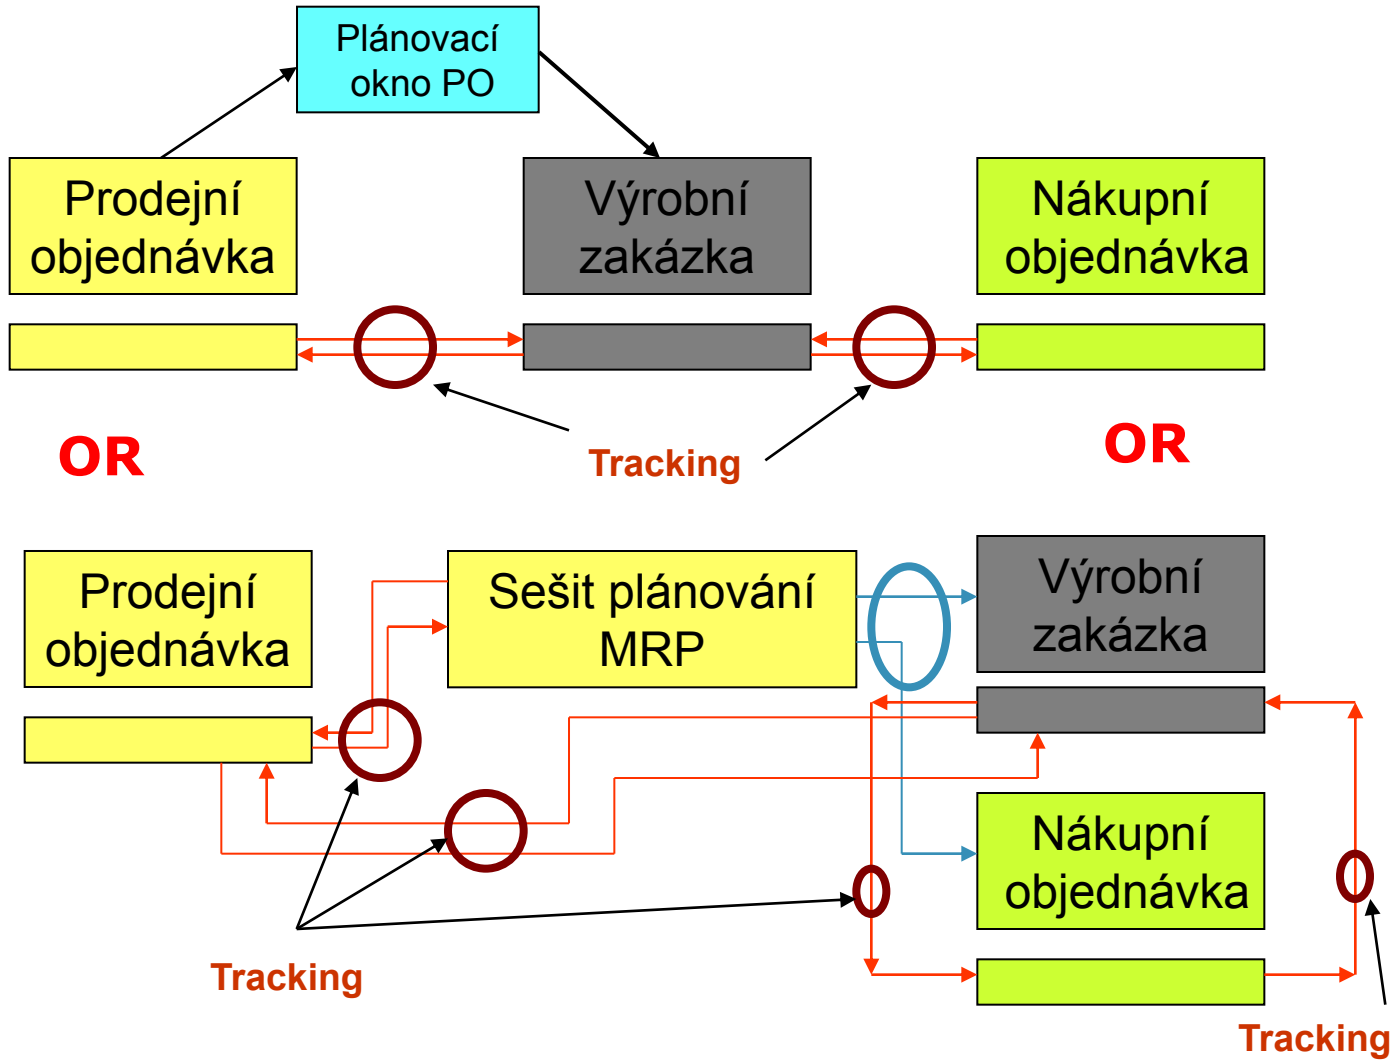 Plánovací
okno PO
Prodejní
objednávka
Výrobní
zakázka
Nákupní
objednávka
OR
Tracking
OR
Prodejní
objednávka
Sešit plánování
MRP
Výrobní
zakázka
Nákupní
objednávka
Tracking
Tracking